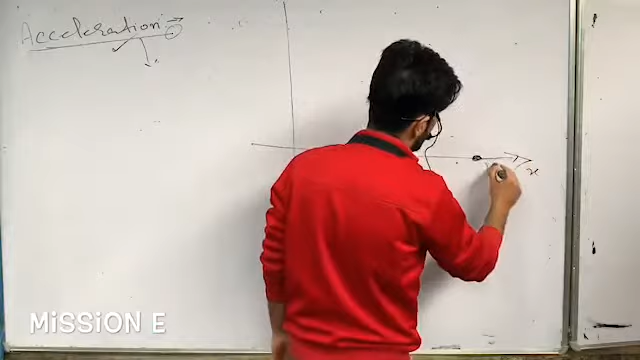 Acceleration →
x
MiSSiON E